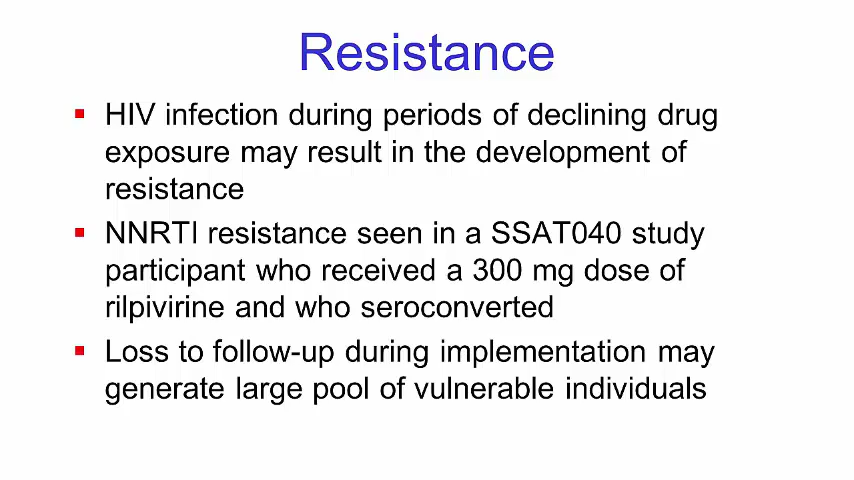 Resistance
HIV infection during periods of declining drug
exposure may result in the development of
resistance
NNRTI resistance seen in a SSAT040 study
participant who received a 300 mg dose of
rilpivirine and who seroconverted
Loss to follow-up during implementation may
generate large pool of vulnerable individuals